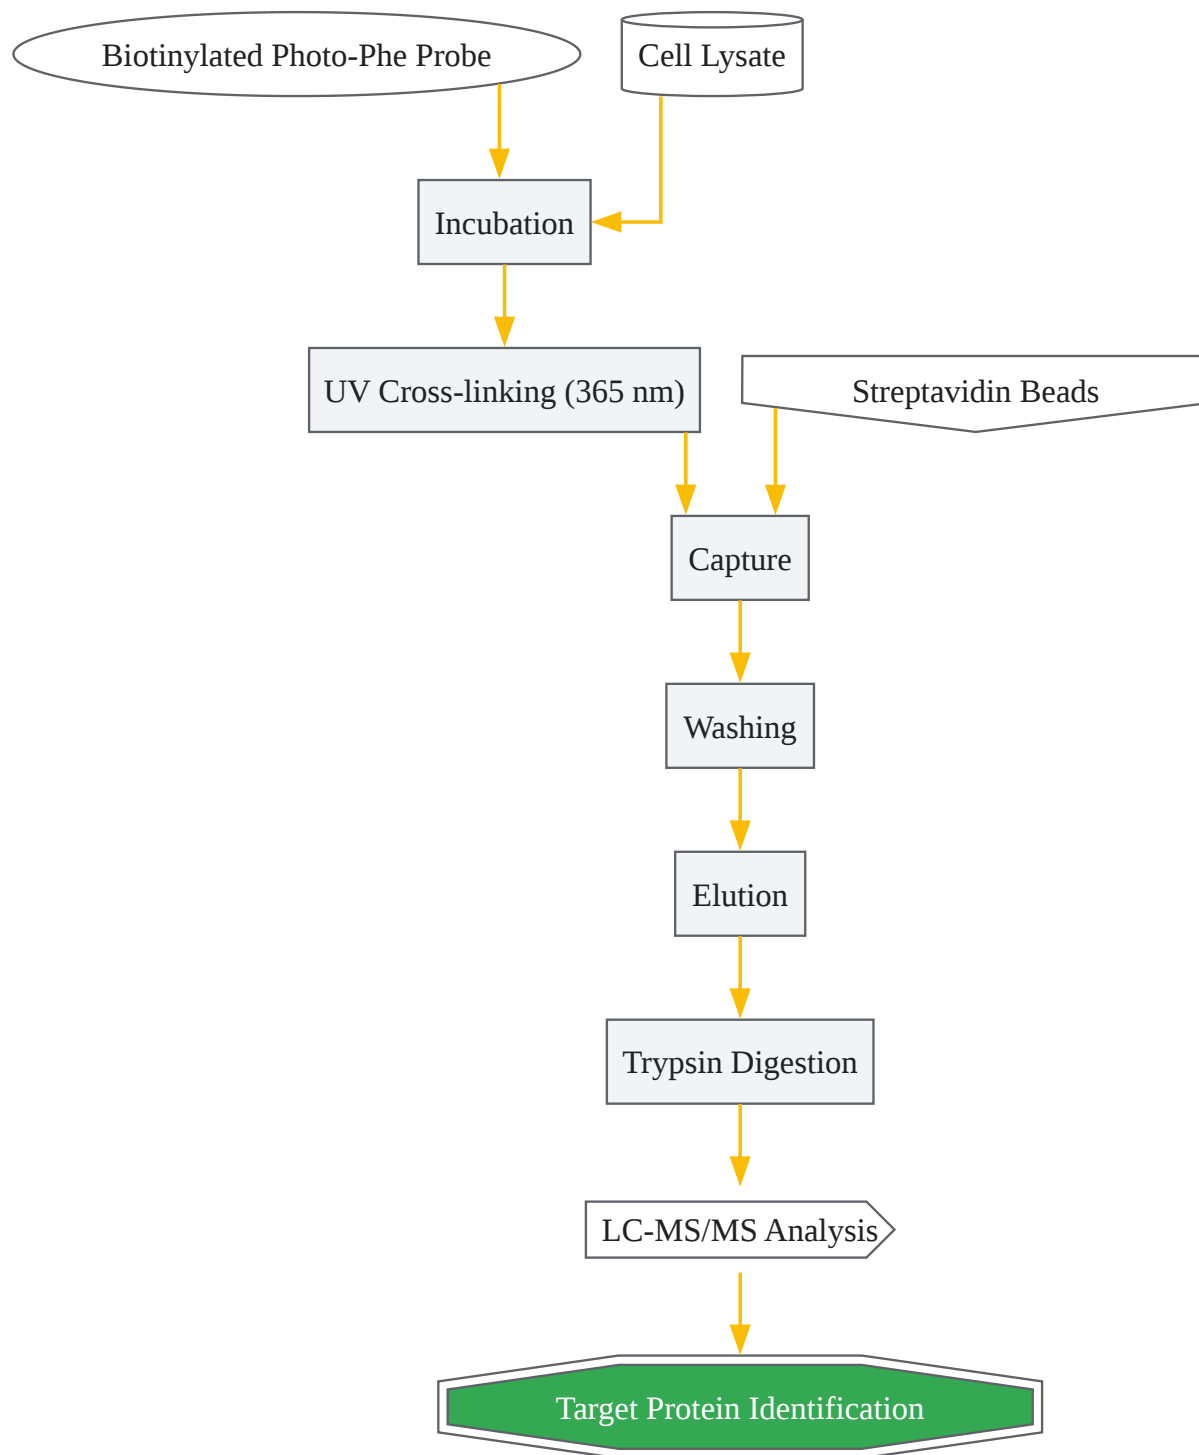 Biotinylated Photo-Phe Probe
Cell Lysate
Incubation
UV Cross-linking (365 nm)
Streptavidin Beads
Capture
Washing
Elution
Trypsin Digestion
LC-MS/MS Analysis
Target Protein Identification